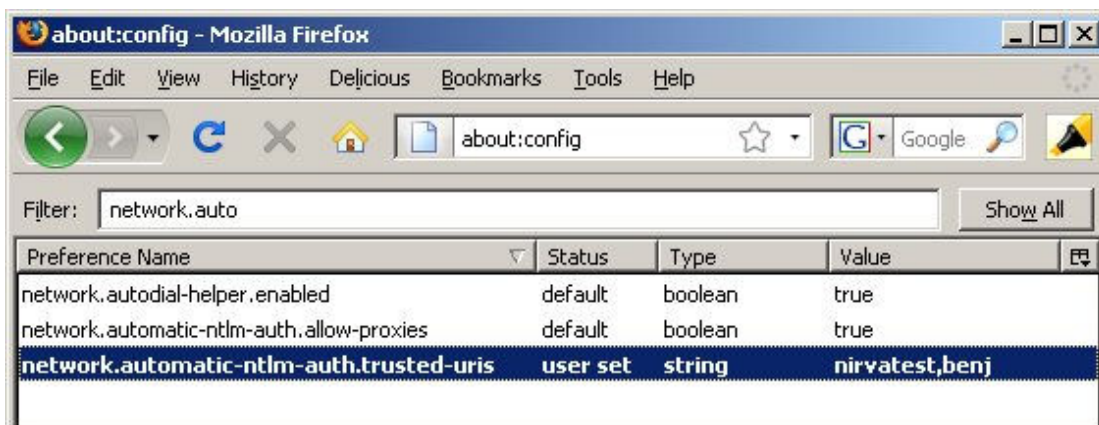 about:config - Mozilla Firefox
File Edit View History Delicious Bookmarks Tools Help
about:config G Google
Filter: network.auto Show All
Preference Name Status Type Value
network.autodial-helper.enabled default boolean true
network.automatic-ntlm-auth.allow-proxies default boolean true
network.automatic-ntlm-auth.trusted-uris user set string nirvatest,benj